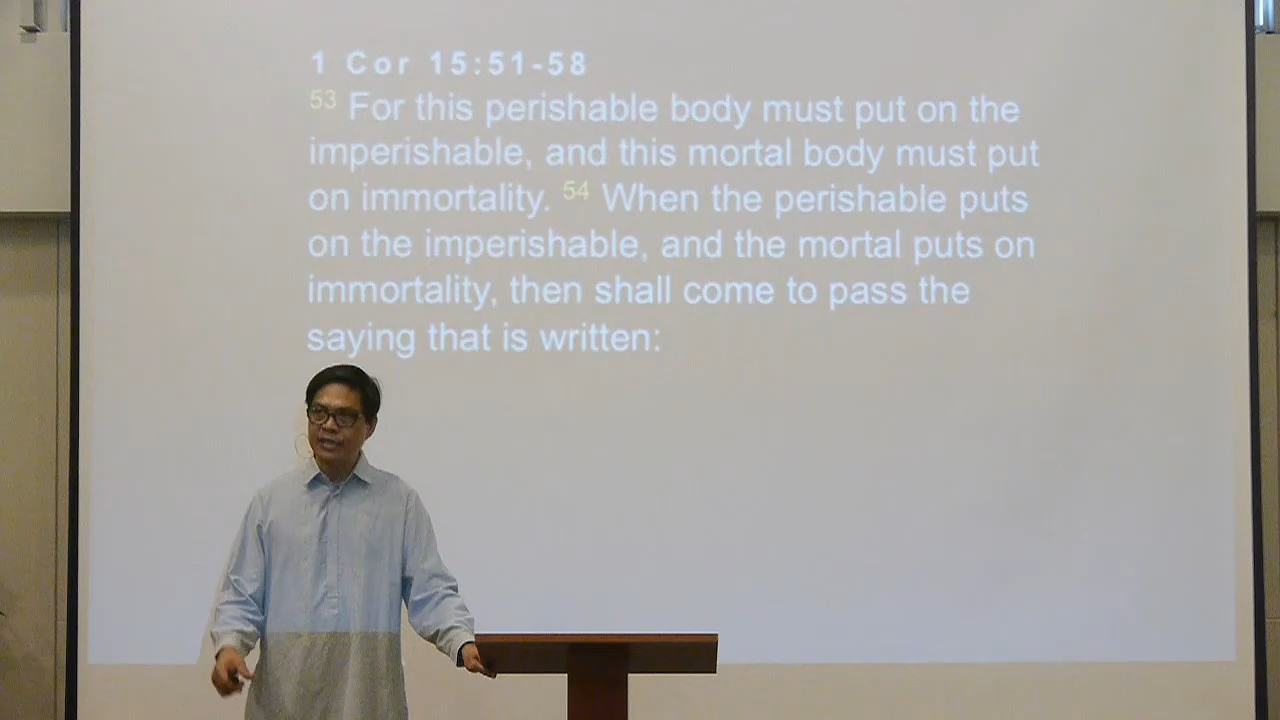 1 Cor 15:51-58
53 For this perishable body must put on the
imperishable, and this mortal body must put
on immortality. 54 When the perishable puts
on the imperishable, and the mortal puts on
immortality, then shall come to pass the
saying that is written: